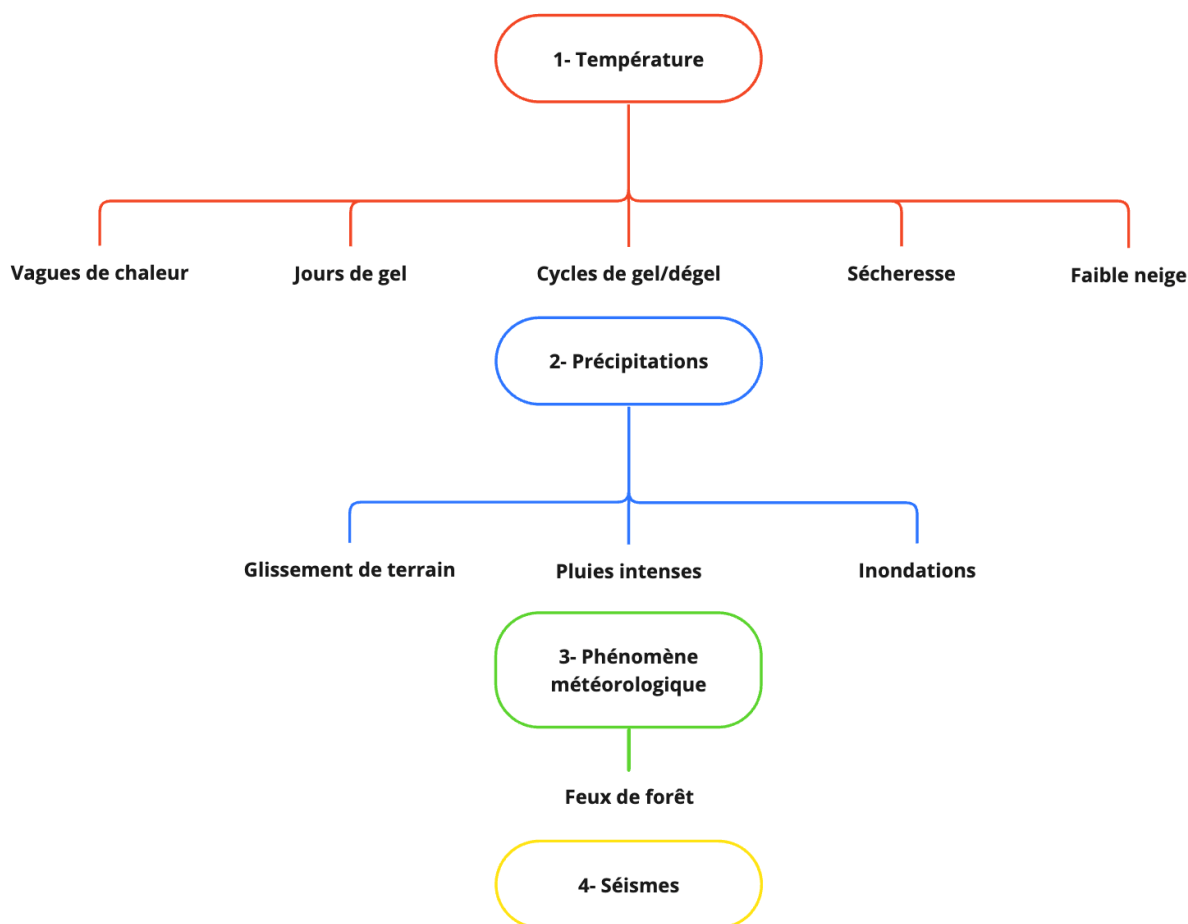 1- Température
Vagues de chaleur
Jours de gel
Cycles de gel/dégel
Sécheresse
Faible neige
2- Précipitations
Glissement de terrain
Pluies intenses
Inondations
3- Phénomène
météorologique
Feux de forêt
4- Séismes